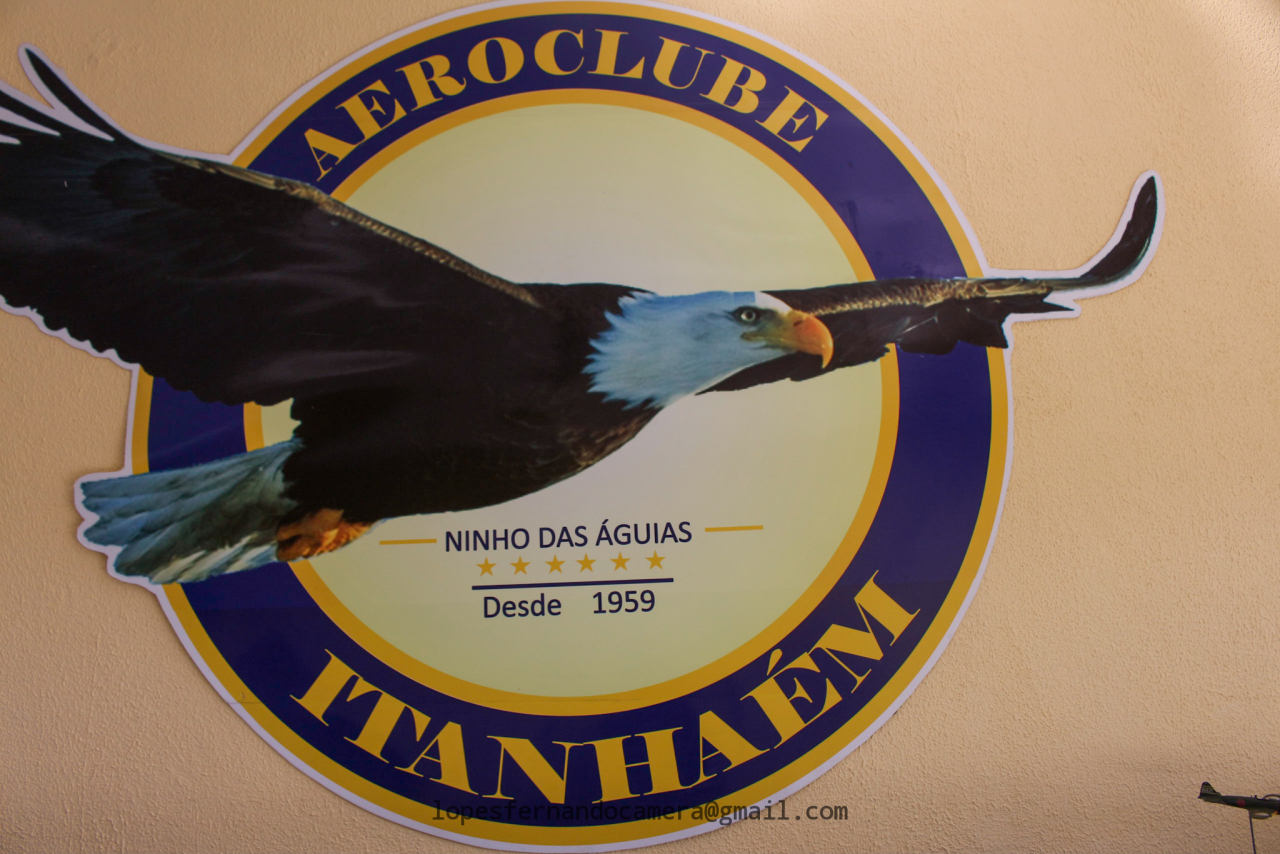 AEROCLUBE
NINHO DAS ÁGUIAS
Desde 1959
ITANHAÉM
lopesfernandocamera@gmail.com